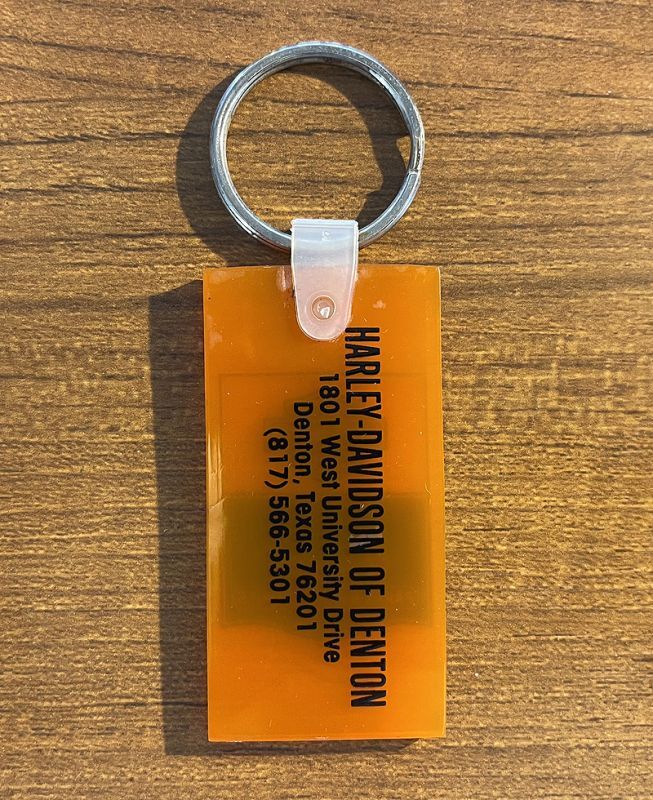 HARLEY-DAVIDSON OF DENTON
1801 West University Drive
Denton, Texas 76201
(817) 566-5301